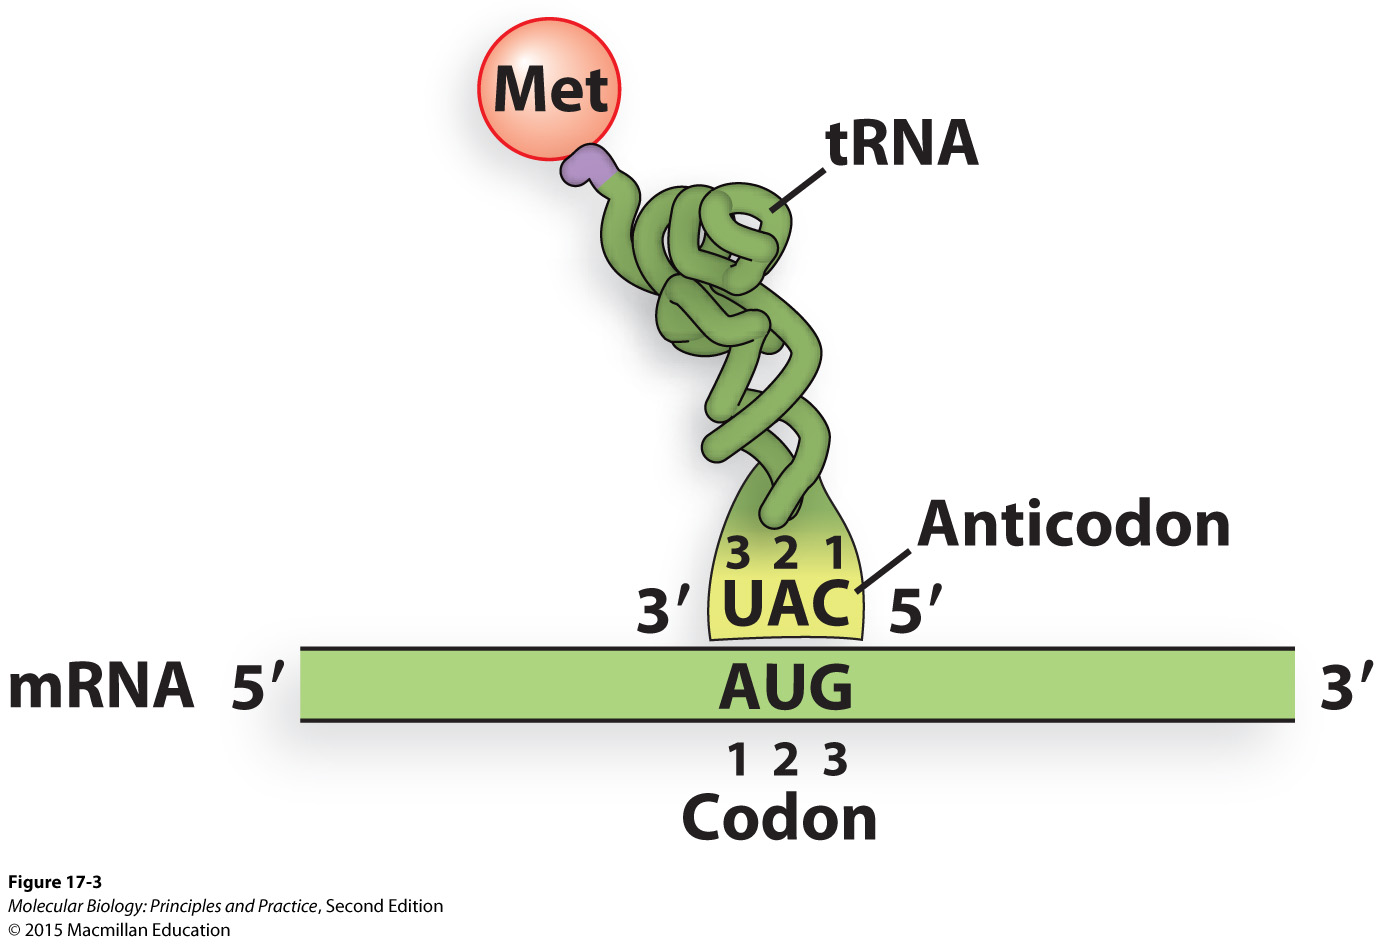 Met
tRNA
Anticodon
3 2 1
3′ UAC 5′
mRNA 5′ AUG 3′
1 2 3
Codon
Figure 17-3
Molecular Biology: Principles and Practice, Second Edition
© 2015 Macmillan Education